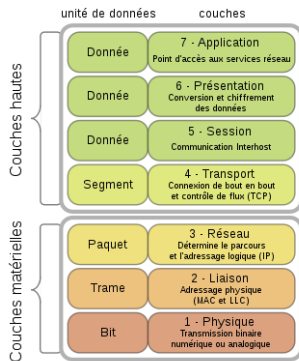 unité de données
couches
Couches hautes
Donnée
7 - Application
Point d'accès aux services réseau
Donnée
6 - Présentation
Conversion et chiffrement
des données
Donnée
5 - Session
Communication Interhost
Segment
4 - Transport
Connexion de bout en bout
et contrôle de flux (TCP)
Couches matérielles
Paquet
3 - Réseau
Détermine le parcours
et l'adressage logique (IP)
Trame
2 - Liaison
Adressage physique
(MAC et LLC)
Bit
1 - Physique
Transmission binaire
numérique ou analogique